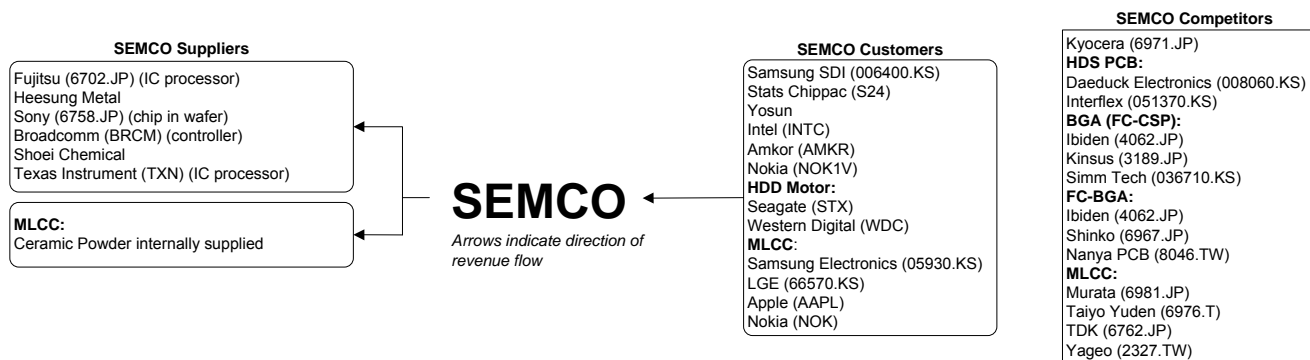 SEMCO Suppliers
Fujitsu (6702.JP) (IC processor)
Heesung Metal
Sony (6758.JP) (chip in wafer)
Broadcomm (BRCM) (controller)
Shoei Chemical
Texas Instrument (TXN) (IC processor)
MLCC:
Ceramic Powder internally supplied
SEMCO
Arrows indicate direction of
revenue flow
SEMCO Customers
Samsung SDI (006400.KS)
Stats Chippac (S24)
Yosun
Intel (INTC)
Amkor (AMKR)
Nokia (NOK1V)
HDD Motor:
Seagate (STX)
Western Digital (WDC)
MLCC:
Samsung Electronics (05930.KS)
LGE (66570.KS)
Apple (AAPL)
Nokia (NOK)
SEMCO Competitors
Kyocera (6971.JP)
HDS PCB:
Daeduck Electronics (008060.KS)
Interflex (051370.KS)
BGA (FC-CSP):
Ibiden (4062.JP)
Kinsus (3189.JP)
Simm Tech (036710.KS)
FC-BGA:
Ibiden (4062.JP)
Shinko (6967.JP)
Nanya PCB (8046.TW)
MLCC:
Murata (6981.JP)
Taiyo Yuden (6976.T)
TDK (6762.JP)
Yageo (2327.TW)